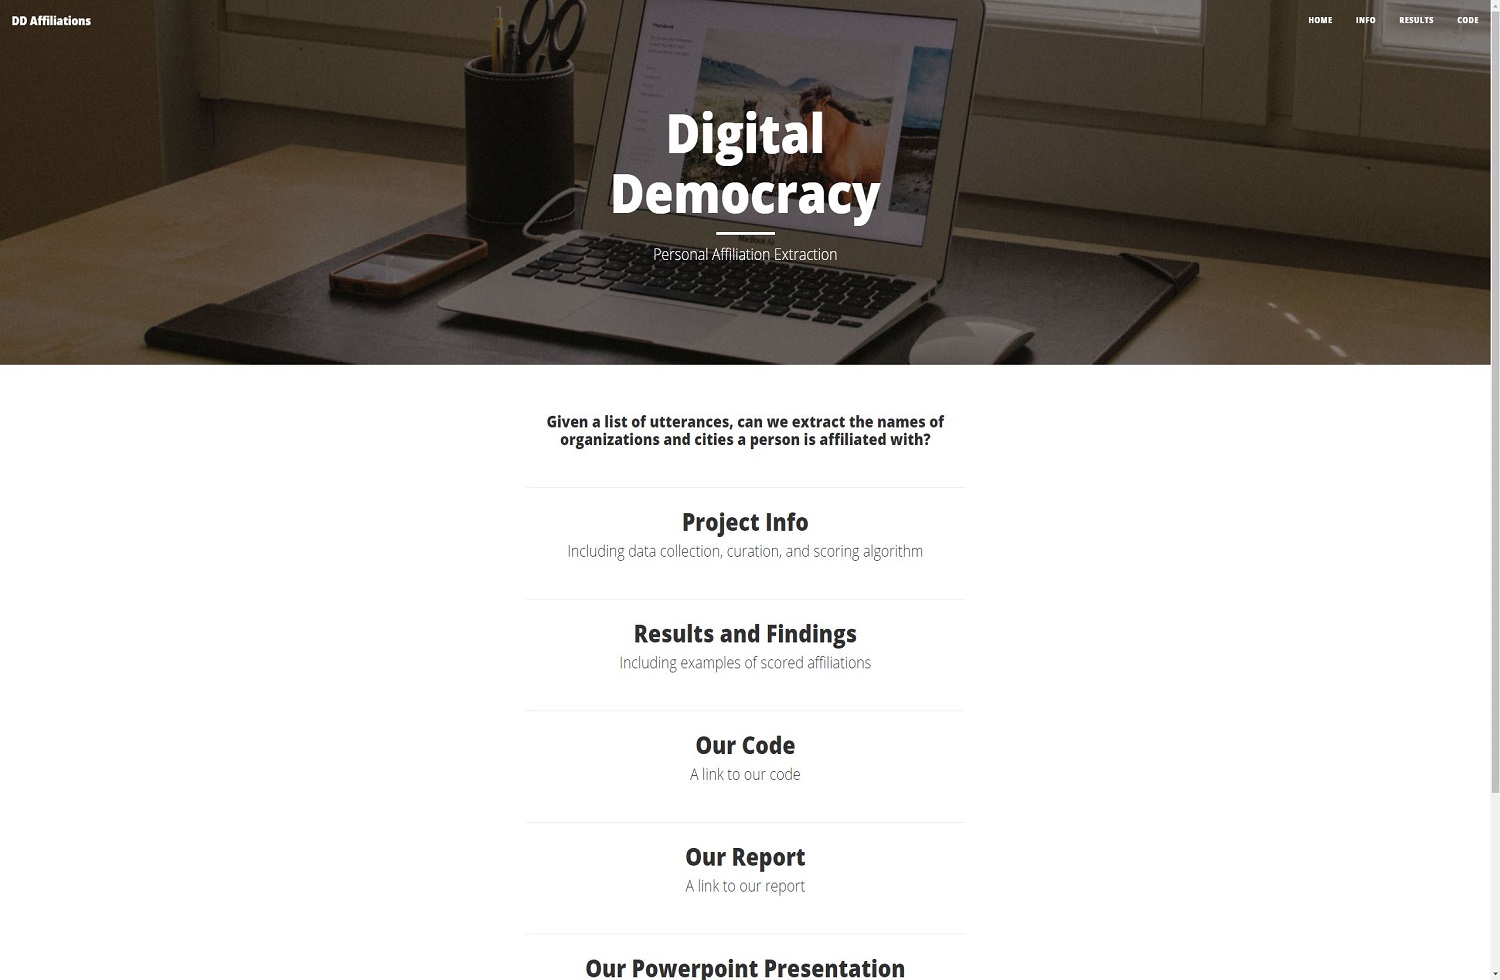 DD Affiliations
HOME INFO RESULTS CODE
Digital
Democracy
Personal Affiliation Extraction
Given a list of utterances, can we extract the names of
organizations and cities a person is affiliated with?
Project Info
Including data collection, curation, and scoring algorithm
Results and Findings
Including examples of scored affiliations
Our Code
A link to our code
Our Report
A link to our report
Our Powerpoint Presentation